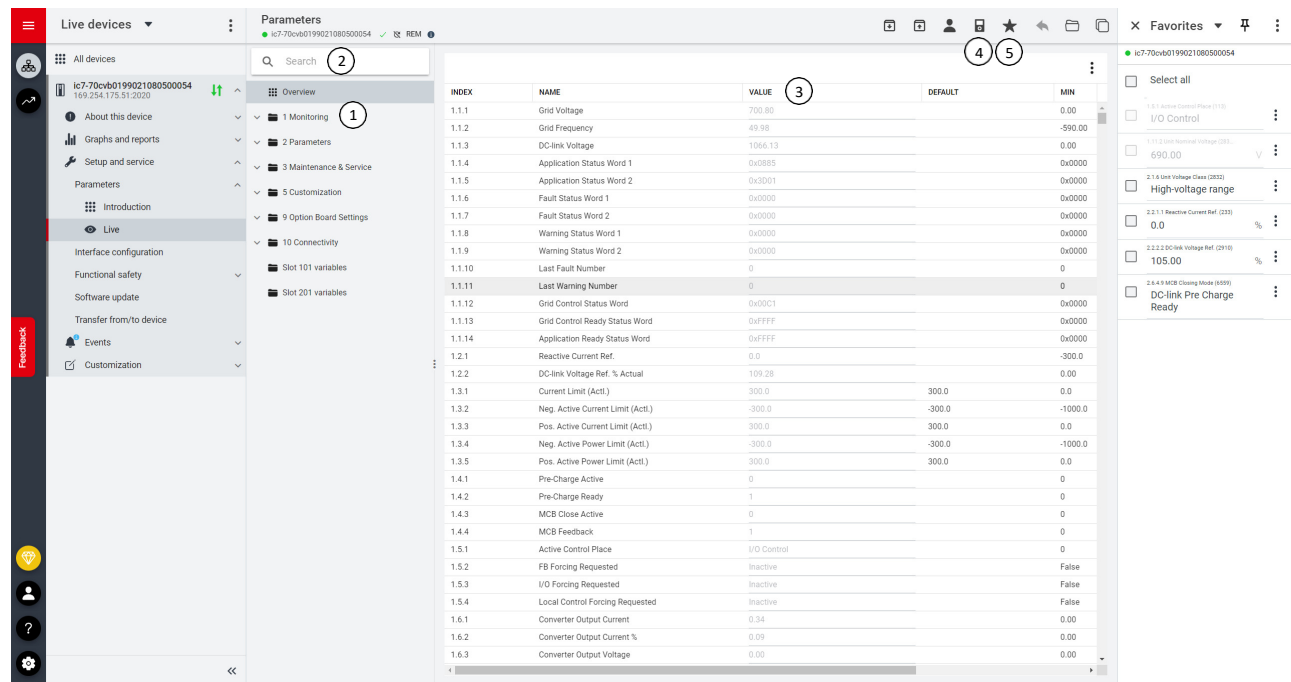 Live devices
Parameters
ic7-70cvb0199021080500054 REM
Favorites
All devices
ic7-70cvb0199021080500054
169.254.175.51:2020
About this device
Graphs and reports
Setup and service
Parameters
Introduction
Live
Interface configuration
Functional safety
Software update
Transfer from/to device
Events
Customization
Feedback
Search 2
Overview
1 Monitoring 1
2 Parameters
3 Maintenance & Service
5 Customization
9 Option Board Settings
10 Connectivity
Slot 101 variables
Slot 201 variables
4 5
INDEX NAME VALUE 3 DEFAULT MIN
1.1.1 Grid Voltage 700.80 0.00
1.1.2 Grid Frequency 49.98 -590.00
1.1.3 DC-link Voltage 1066.13 0.00
1.1.4 Application Status Word 1 0x0885 0x0000
1.1.5 Application Status Word 2 0x3D01 0x0000
1.1.6 Fault Status Word 1 0x0000 0x0000
1.1.7 Fault Status Word 2 0x0000 0x0000
1.1.8 Warning Status Word 1 0x0000 0x0000
1.1.9 Warning Status Word 2 0x0000 0x0000
1.1.10 Last Fault Number 0 0
1.1.11 Last Warning Number 0 0
1.1.12 Grid Control Status Word 0x00C1 0x0000
1.1.13 Grid Control Ready Status Word 0xFFFF 0x0000
1.1.14 Application Ready Status Word 0xFFFF 0x0000
1.2.1 Reactive Current Ref. 0.0 -300.0
1.2.2 DC-link Voltage Ref. % Actual 109.28 0.00
1.3.1 Current Limit (Actl.) 300.0 300.0 0.0
1.3.2 Neg. Active Current Limit (Actl.) -300.0 -300.0 -1000.0
1.3.3 Pos. Active Current Limit (Actl.) 300.0 300.0 0.0
1.3.4 Neg. Active Power Limit (Actl.) -300.0 -300.0 -1000.0
1.3.5 Pos. Active Power Limit (Actl.) 300.0 300.0 0.0
1.4.1 Pre-Charge Active 0 0
1.4.2 Pre-Charge Ready 1 0
1.4.3 MCB Close Active 0 0
1.4.4 MCB Feedback 1 0
1.5.1 Active Control Place I/O Control 0
1.5.2 FB Forcing Requested Inactive False
1.5.3 I/O Forcing Requested Inactive False
1.5.4 Local Control Forcing Requested Inactive False
1.6.1 Converter Output Current 0.34 0.00
1.6.2 Converter Output Current % 0.09 0.00
1.6.3 Converter Output Voltage 0.00 0.00
ic7-70cvb0199021080500054
Select all
1.5.1 Active Control Place (113)
I/O Control
1.11.2 Unit Nominal Voltage (283...
690.00 V
2.1.6 Unit Voltage Class (2832)
High-voltage range
2.2.1.1 Reactive Current Ref. (233)
0.0 %
2.2.2.2 DC-link Voltage Ref. (2910)
105.00 %
2.6.4.9 MCB Closing Mode (6559)
DC-link Pre Charge
Ready